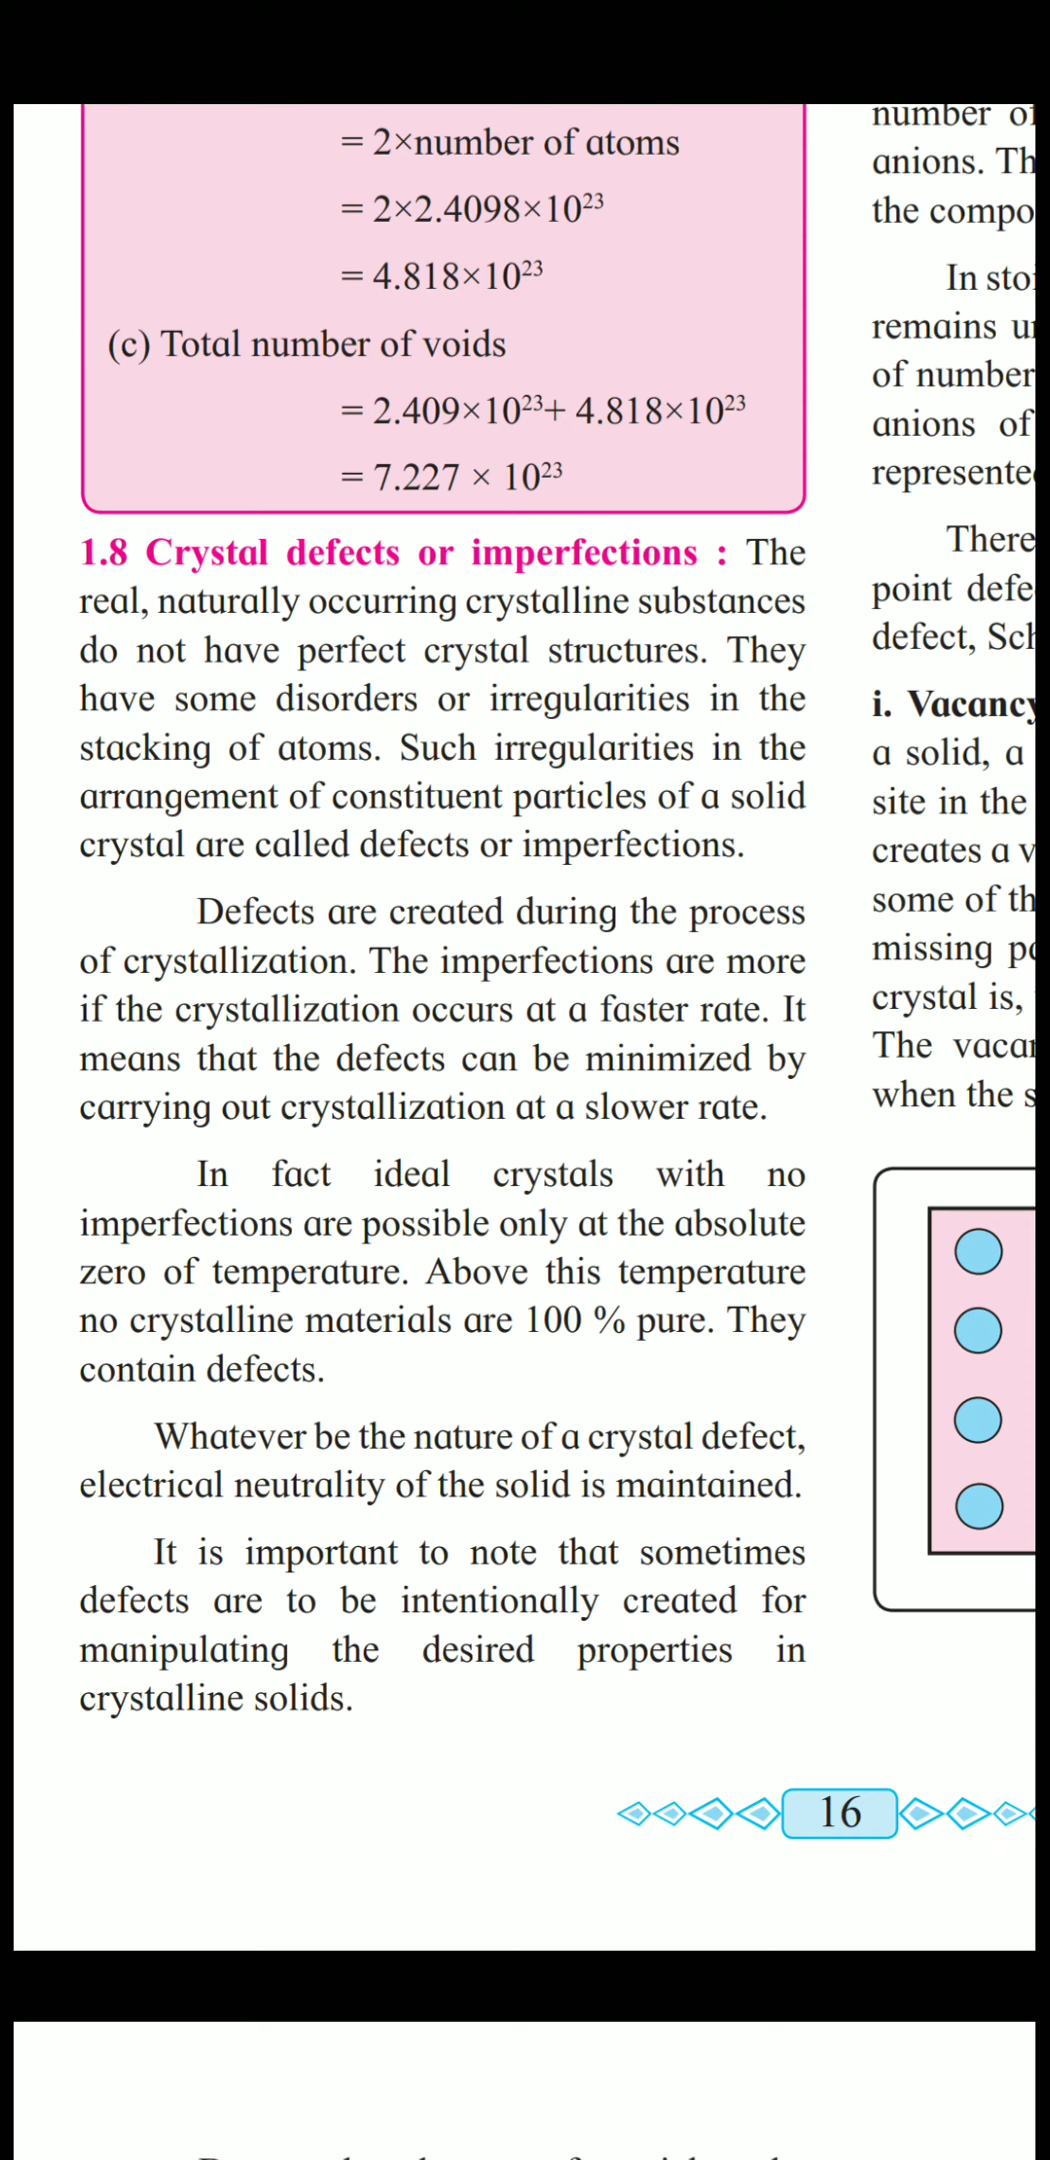 = 2×number of atoms
= 2×2.4098×10²³
= 4.818×10²³
(c) Total number of voids
= 2.409×10²³+ 4.818×10²³
= 7.227 × 10²³
1.8 Crystal defects or imperfections : The
real, naturally occurring crystalline substances
do not have perfect crystal structures. They
have some disorders or irregularities in the
stacking of atoms. Such irregularities in the
arrangement of constituent particles of a solid
crystal are called defects or imperfections.
Defects are created during the process
of crystallization. The imperfections are more
if the crystallization occurs at a faster rate. It
means that the defects can be minimized by
carrying out crystallization at a slower rate.
In fact ideal crystals with no
imperfections are possible only at the absolute
zero of temperature. Above this temperature
no crystalline materials are 100 % pure. They
contain defects.
Whatever be the nature of a crystal defect,
electrical neutrality of the solid is maintained.
It is important to note that sometimes
defects are to be intentionally created for
manipulating the desired properties in
crystalline solids.
number
anions.
the
In
remains
of number
anions of
There
point
defect,
i. Vacancy
a solid, a
site in the
creates a
some of
missing
crystal is,
The
when the
16